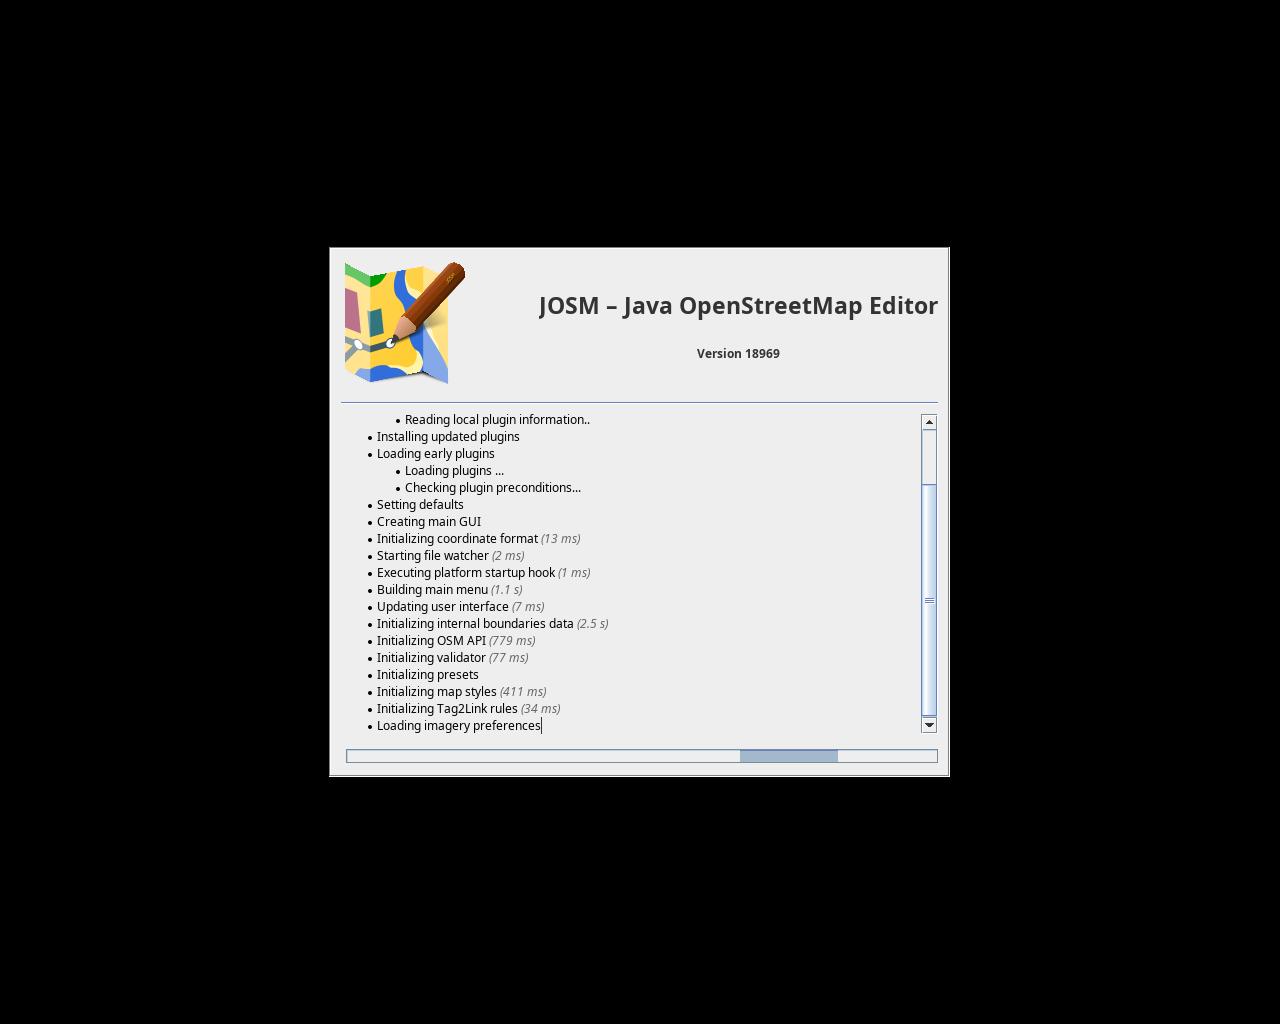 JOSM – Java OpenStreetMap Editor
Version 18969
• Reading local plugin information..
• Installing updated plugins
• Loading early plugins
• Loading plugins ...
• Checking plugin preconditions...
• Setting defaults
• Creating main GUI
• Initializing coordinate format (13 ms)
• Starting file watcher (2 ms)
• Executing platform startup hook (1 ms)
• Building main menu (1.1 s)
• Updating user interface (7 ms)
• Initializing internal boundaries data (2.5 s)
• Initializing OSM API (779 ms)
• Initializing validator (77 ms)
• Initializing presets
• Initializing map styles (411 ms)
• Initializing Tag2Link rules (34 ms)
• Loading imagery preferences